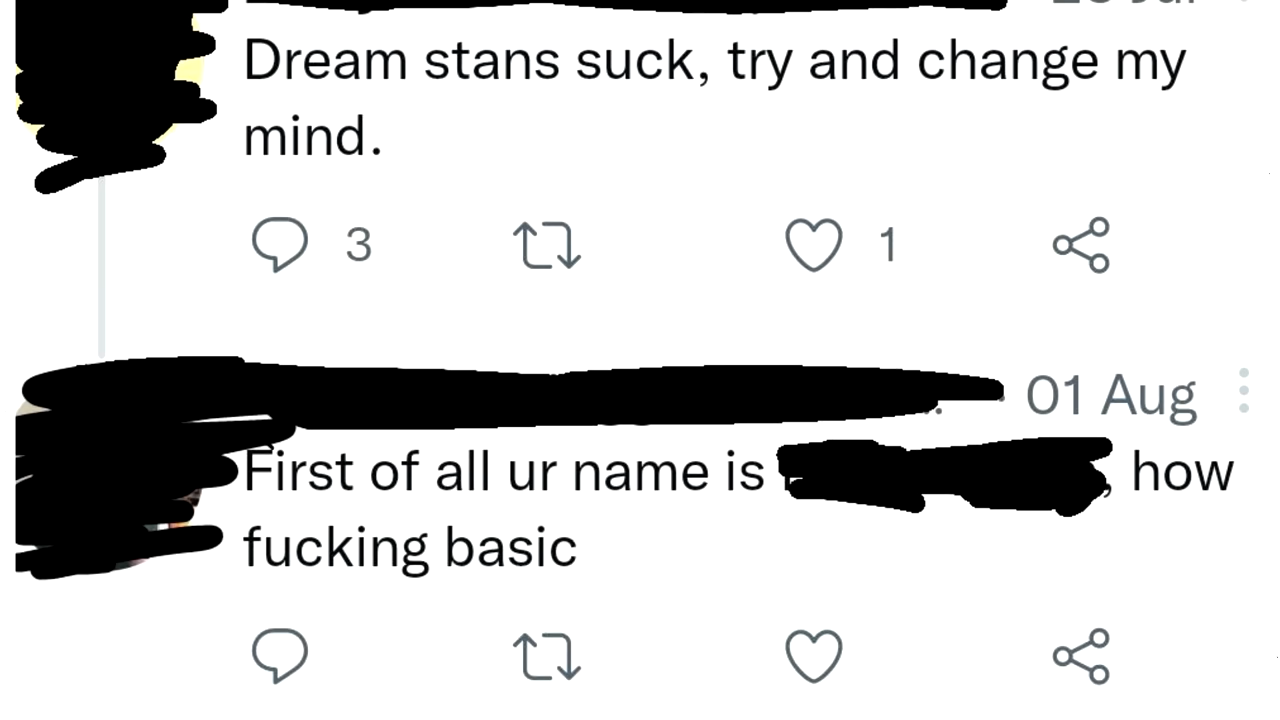 Dream stans suck, try and change my
mind.
3
1
01 Aug
First of all ur name is , how
fucking basic